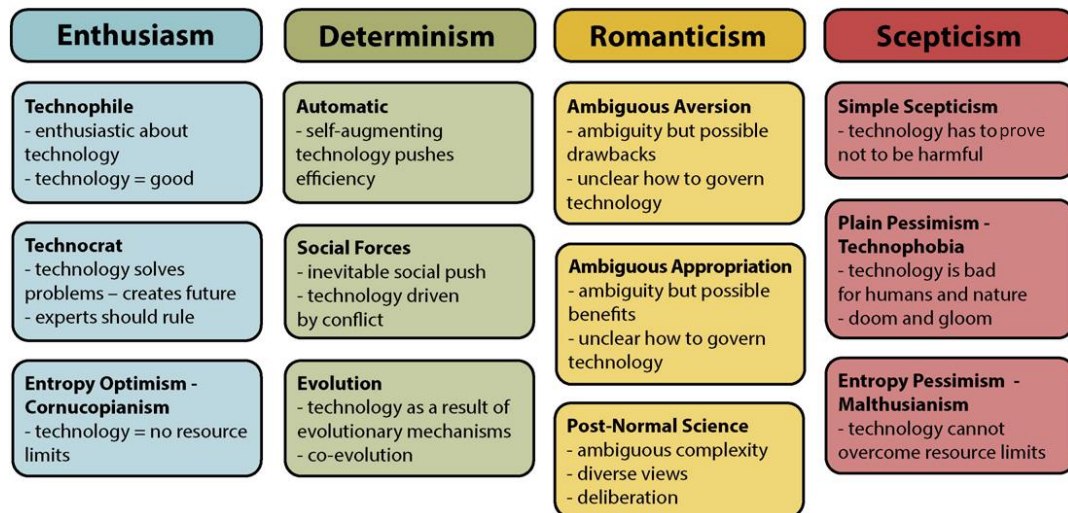 Enthusiasm
Technophile
- enthusiastic about
technology
- technology = good
Technocrat
- technology solves
problems – creates future
- experts should rule
Entropy Optimism -
Cornucopianism
- technology = no resource
limits
Determinism
Automatic
- self-augmenting
technology pushes
efficiency
Social Forces
- inevitable social push
- technology driven
by conflict
Evolution
- technology as a result of
evolutionary mechanisms
- co-evolution
Romanticism
Ambiguous Aversion
- ambiguity but possible
drawbacks
- unclear how to govern
technology
Ambiguous Appropriation
- ambiguity but possible
benefits
- unclear how to govern
technology
Post-Normal Science
- ambiguous complexity
- diverse views
- deliberation
Scepticism
Simple Scepticism
- technology has to prove
not to be harmful
Plain Pessimism -
Technophobia
- technology is bad
for humans and nature
- doom and gloom
Entropy Pessimism -
Malthusianism
- technology cannot
overcome resource limits